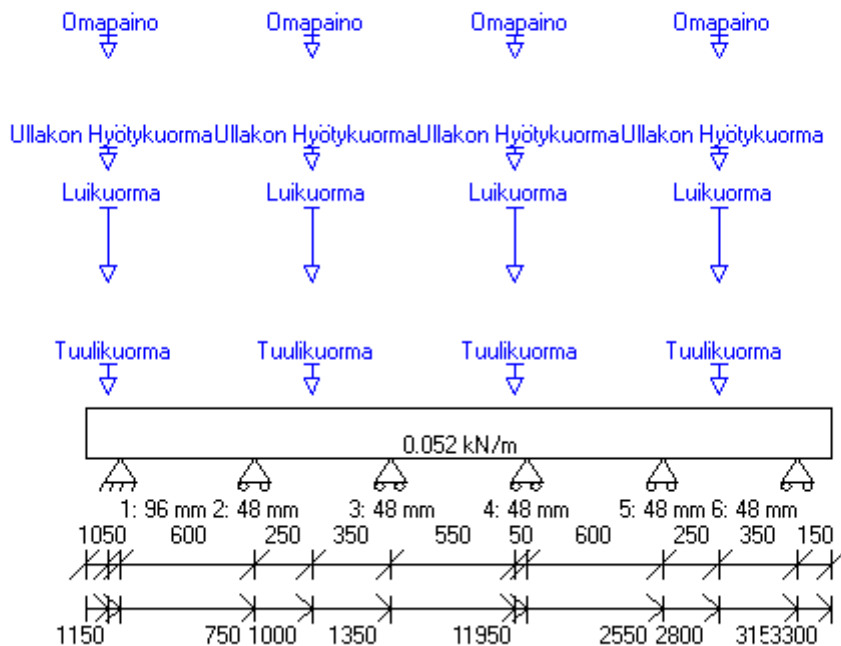 Omapaino Omapaino Omapaino Omapaino
Ullakon Hyötykuorma Ullakon Hyötykuorma Ullakon Hyötykuorma Ullakon Hyötykuorma
Luikuorma Luikuorma Luikuorma Luikuorma
Tuulikuorma Tuulikuorma Tuulikuorma Tuulikuorma
0.052 kN/m
1: 96 mm 2: 48 mm 3: 48 mm 4: 48 mm 5: 48 mm 6: 48 mm
1050 600 250 350 550 50 600 250 350 150
1150 750 1000 1350 11950 2550 2800 3153300